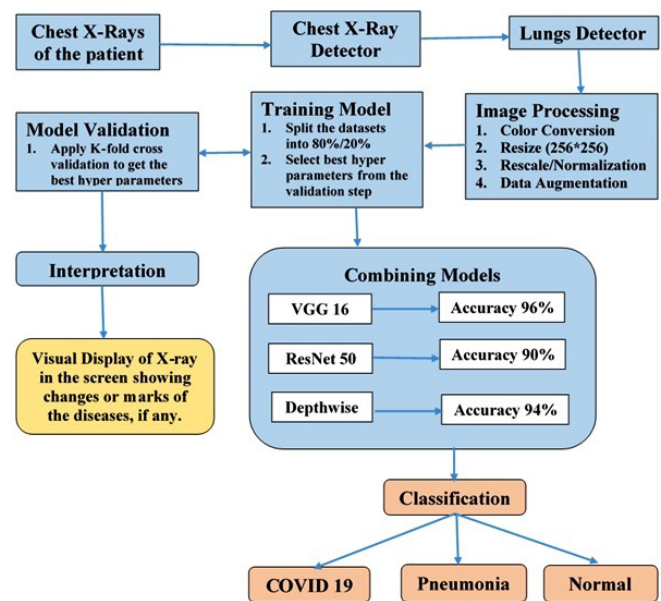 Chest X-Rays
of the patient
Chest X-Ray
Detector
Lungs Detector
Image Processing
1. Color Conversion
2. Resize (256*256)
3. Rescale/Normalization
4. Data Augmentation
Training Model
1. Split the datasets
into 80%/20%
2. Select best hyper
parameters from the
validation step
Model Validation
1. Apply K-fold cross
validation to get the
best hyper parameters
Interpretation
Visual Display of X-ray
in the screen showing
changes or marks of
the diseases, if any.
Combining Models
VGG 16
Accuracy 96%
ResNet 50
Accuracy 90%
Depthwise
Accuracy 94%
Classification
COVID 19
Pneumonia
Normal